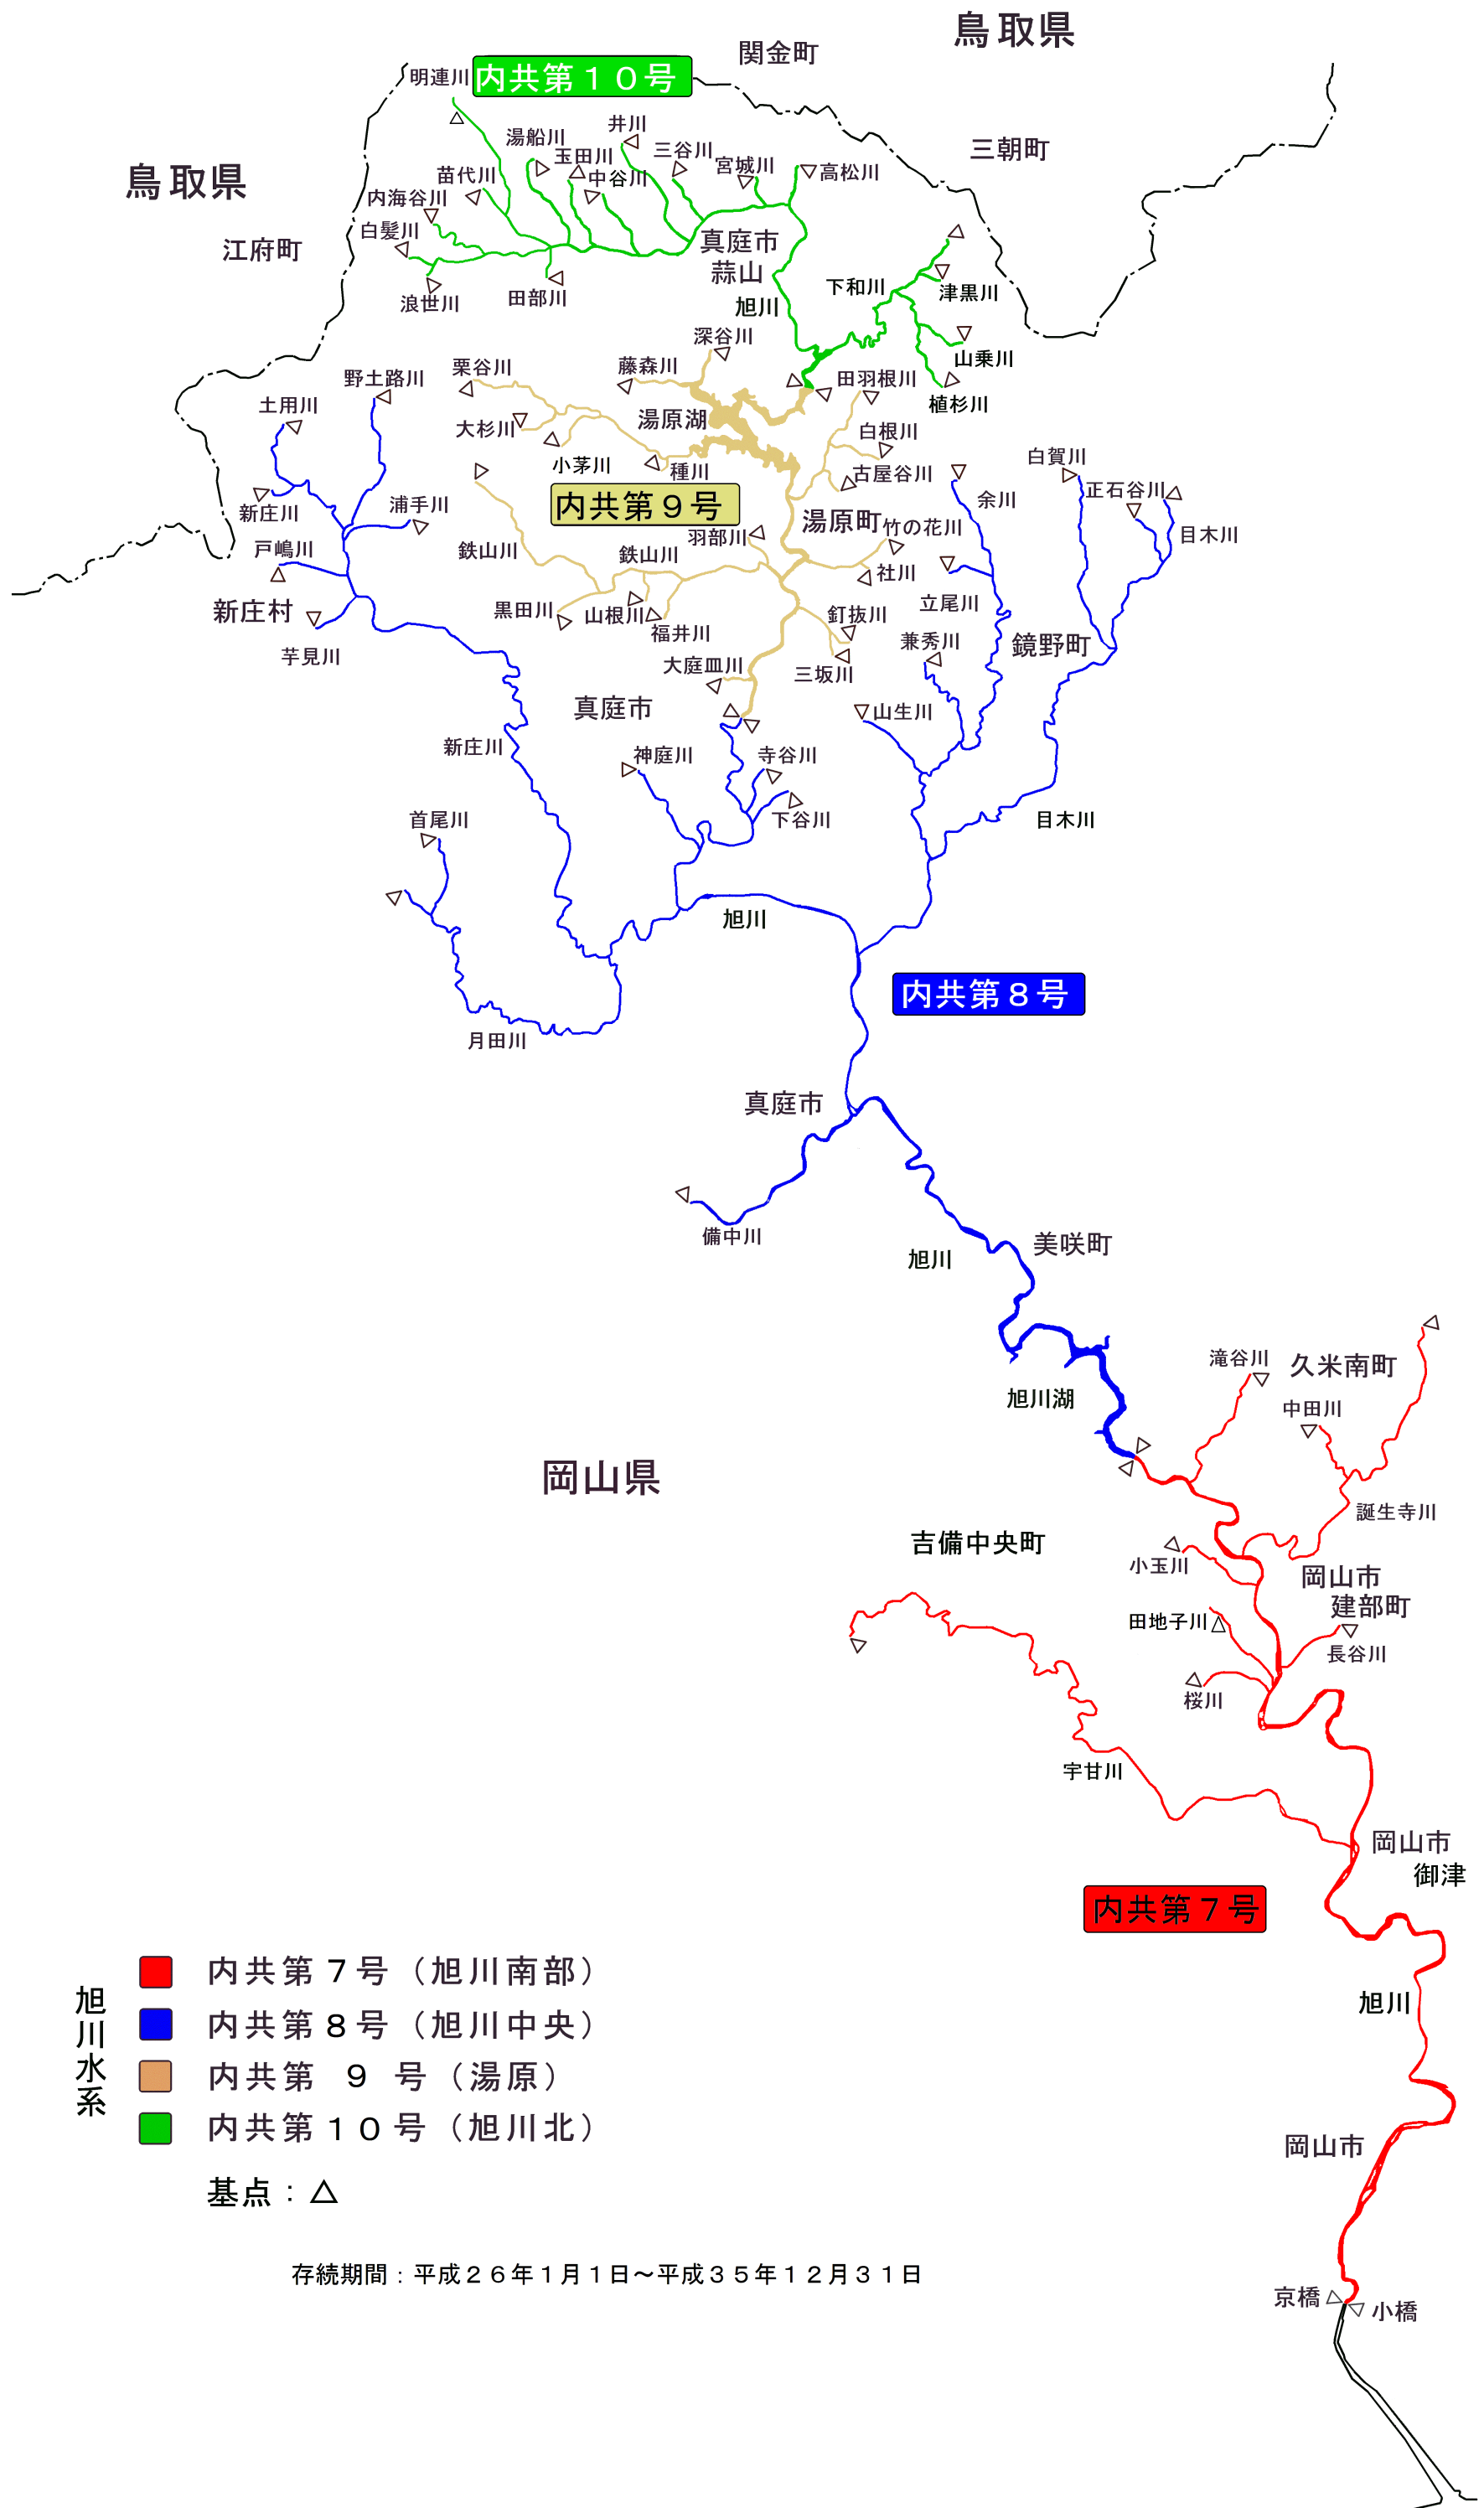 鳥取県
関金町
明連川
内共第１０号
三朝町
鳥取県
江府町
井川
湯船川
玉田川
三谷川
宮城川
高松川
苗代川
中谷川
内海谷川
白髪川
真庭市
蒜山
浪世川
田部川
旭川
下和川
津黒川
山乗川
植杉川
深谷川
藤森川
栗谷川
野土路川
土用川
田羽根川
湯原湖
大杉川
小茅川
種川
白根川
古屋谷川
白賀川
正石谷川
目木川
余川
内共第９号
新庄川
浦手川
戸嶋川
湯原町
竹の花川
羽部川
鉄山川
鉄山川
社川
新庄村
黒田川
山根川
福井川
釘抜川
立尾川
兼秀川
鏡野町
芋見川
大庭皿川
三坂川
真庭市
山生川
新庄川
神庭川
寺谷川
下谷川
首尾川
目木川
旭川
内共第８号
月田川
真庭市
備中川
旭川
美咲町
滝谷川
久米南町
旭川湖
中田川
岡山県
誕生寺川
吉備中央町
小玉川
岡山市
建部町
田地子川
長谷川
桜川
宇甘川
岡山市
御津
内共第７号
旭川
旭川水系
内共第７号（旭川南部）
内共第８号（旭川中央）
内共第　９　号（湯原）
内共第１０号（旭川北）
基点：△
岡山市
存続期間：平成２６年１月１日～平成３５年１２月３１日
京橋
小橋